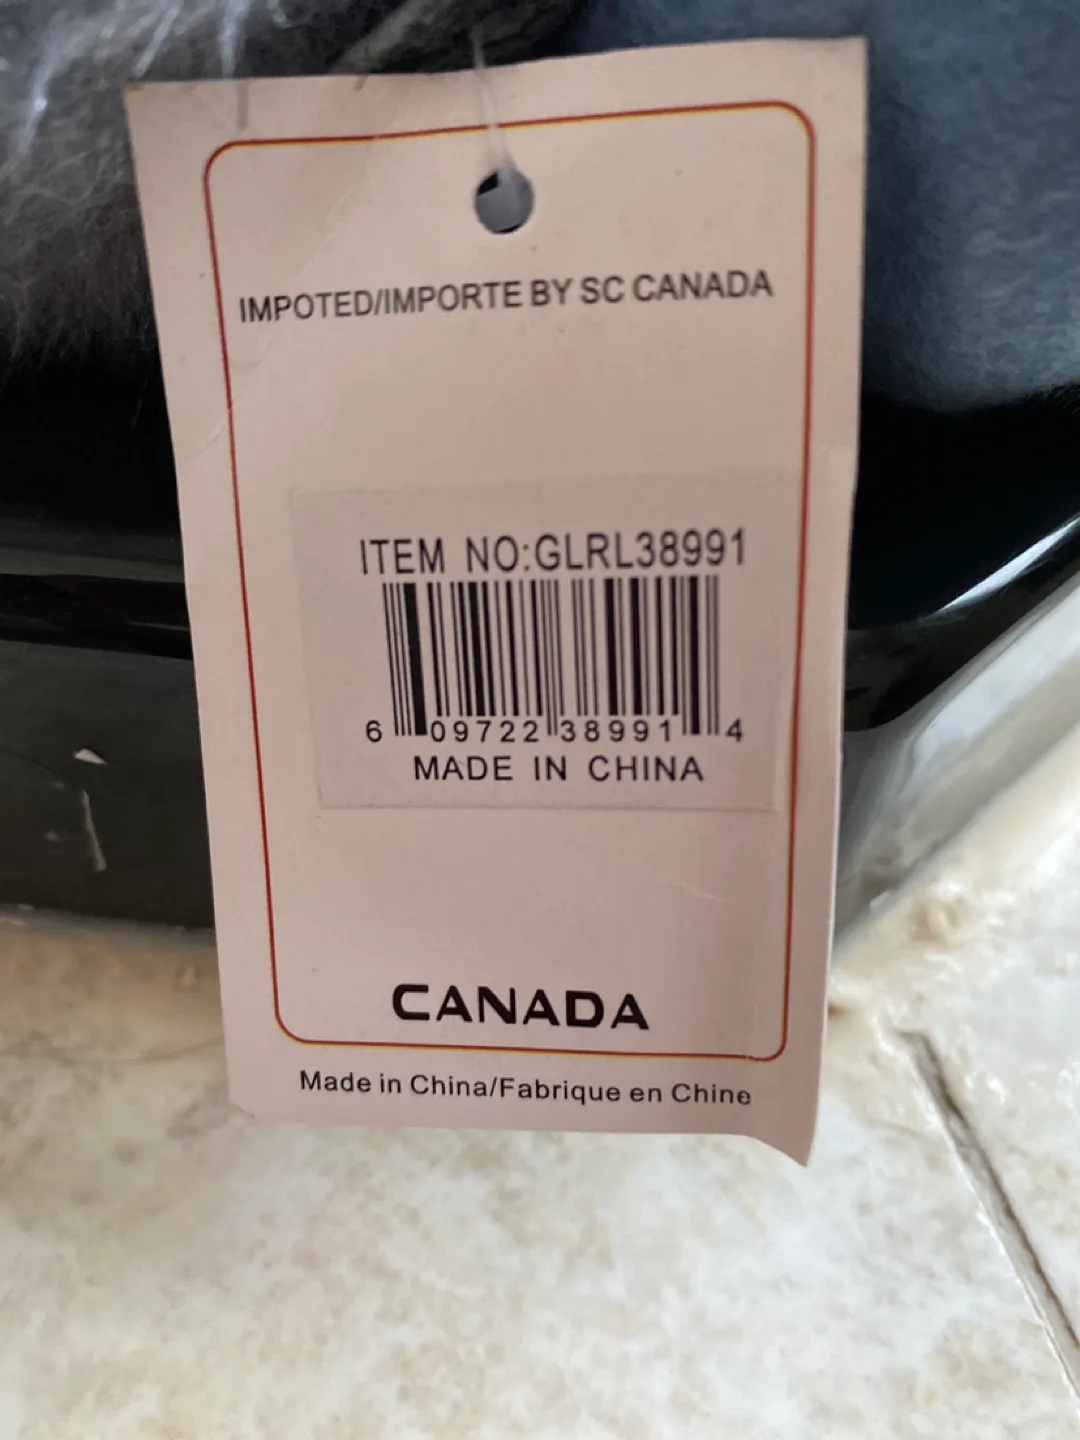 IMPOTED/IMPORTE BY SC CANADA
ITEM NO:GLRL38991
6 09722 38991 4
MADE IN CHINA
CANADA
Made in China/Fabrique en Chine